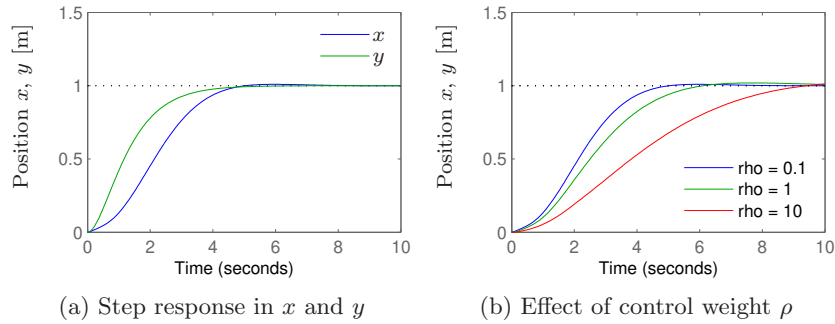 Position x, y [m]
1.5
1
0.5
0
0 2 4 6 8 10
Time (seconds)
x
y
(a) Step response in x and y
Position x, y [m]
1.5
1
0.5
0
0 2 4 6 8 10
Time (seconds)
rho = 0.1
rho = 1
rho = 10
(b) Effect of control weight ρ